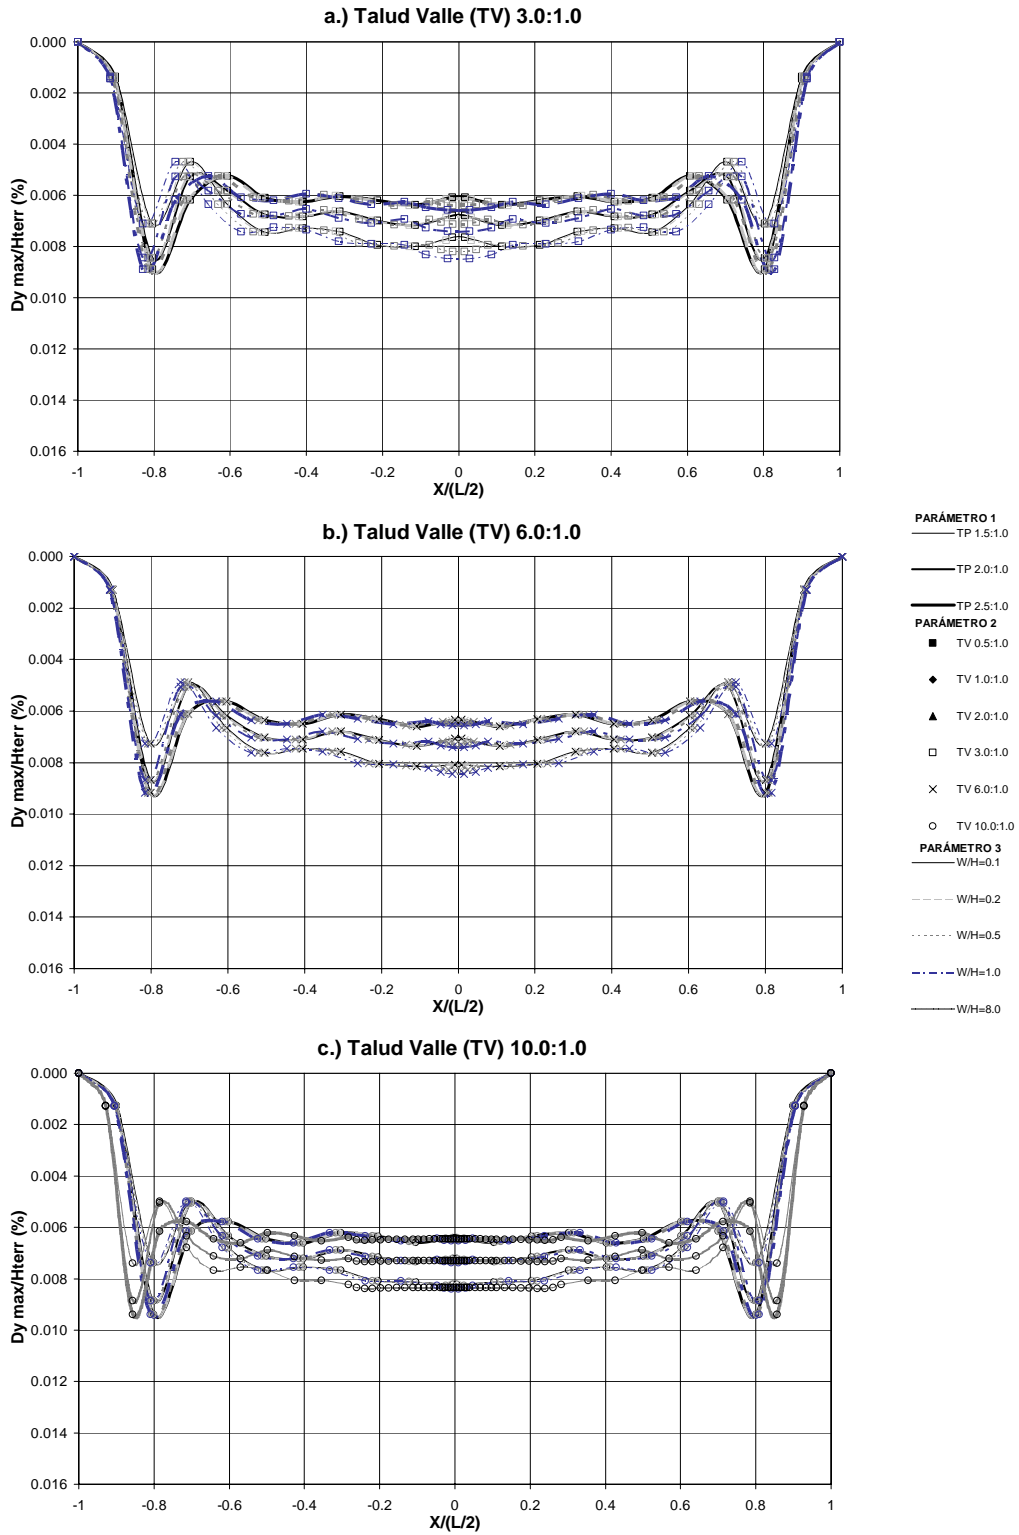 a.) Talud Valle (TV) 3.0:1.0
0.000
0.002
0.004
0.006
0.008
0.010
0.012
0.014
0.016
Dy max/Hterr (%)
-1 -0.8 -0.6 -0.4 -0.2 0 0.2 0.4 0.6 0.8 1
X/(L/2)
b.) Talud Valle (TV) 6.0:1.0
0.000
0.002
0.004
0.006
0.008
0.010
0.012
0.014
0.016
Dy max/Hterr (%)
-1 -0.8 -0.6 -0.4 -0.2 0 0.2 0.4 0.6 0.8 1
X/(L/2)
PARÁMETRO 1
TP 1.5:1.0
TP 2.0:1.0
TP 2.5:1.0
PARÁMETRO 2
TV 0.5:1.0
TV 1.0:1.0
TV 2.0:1.0
TV 3.0:1.0
TV 6.0:1.0
TV 10.0:1.0
PARÁMETRO 3
W/H=0.1
W/H=0.2
W/H=0.5
W/H=1.0
W/H=8.0
c.) Talud Valle (TV) 10.0:1.0
0.000
0.002
0.004
0.006
0.008
0.010
0.012
0.014
0.016
Dy max/Hterr (%)
-1 -0.8 -0.6 -0.4 -0.2 0 0.2 0.4 0.6 0.8 1
X/(L/2)